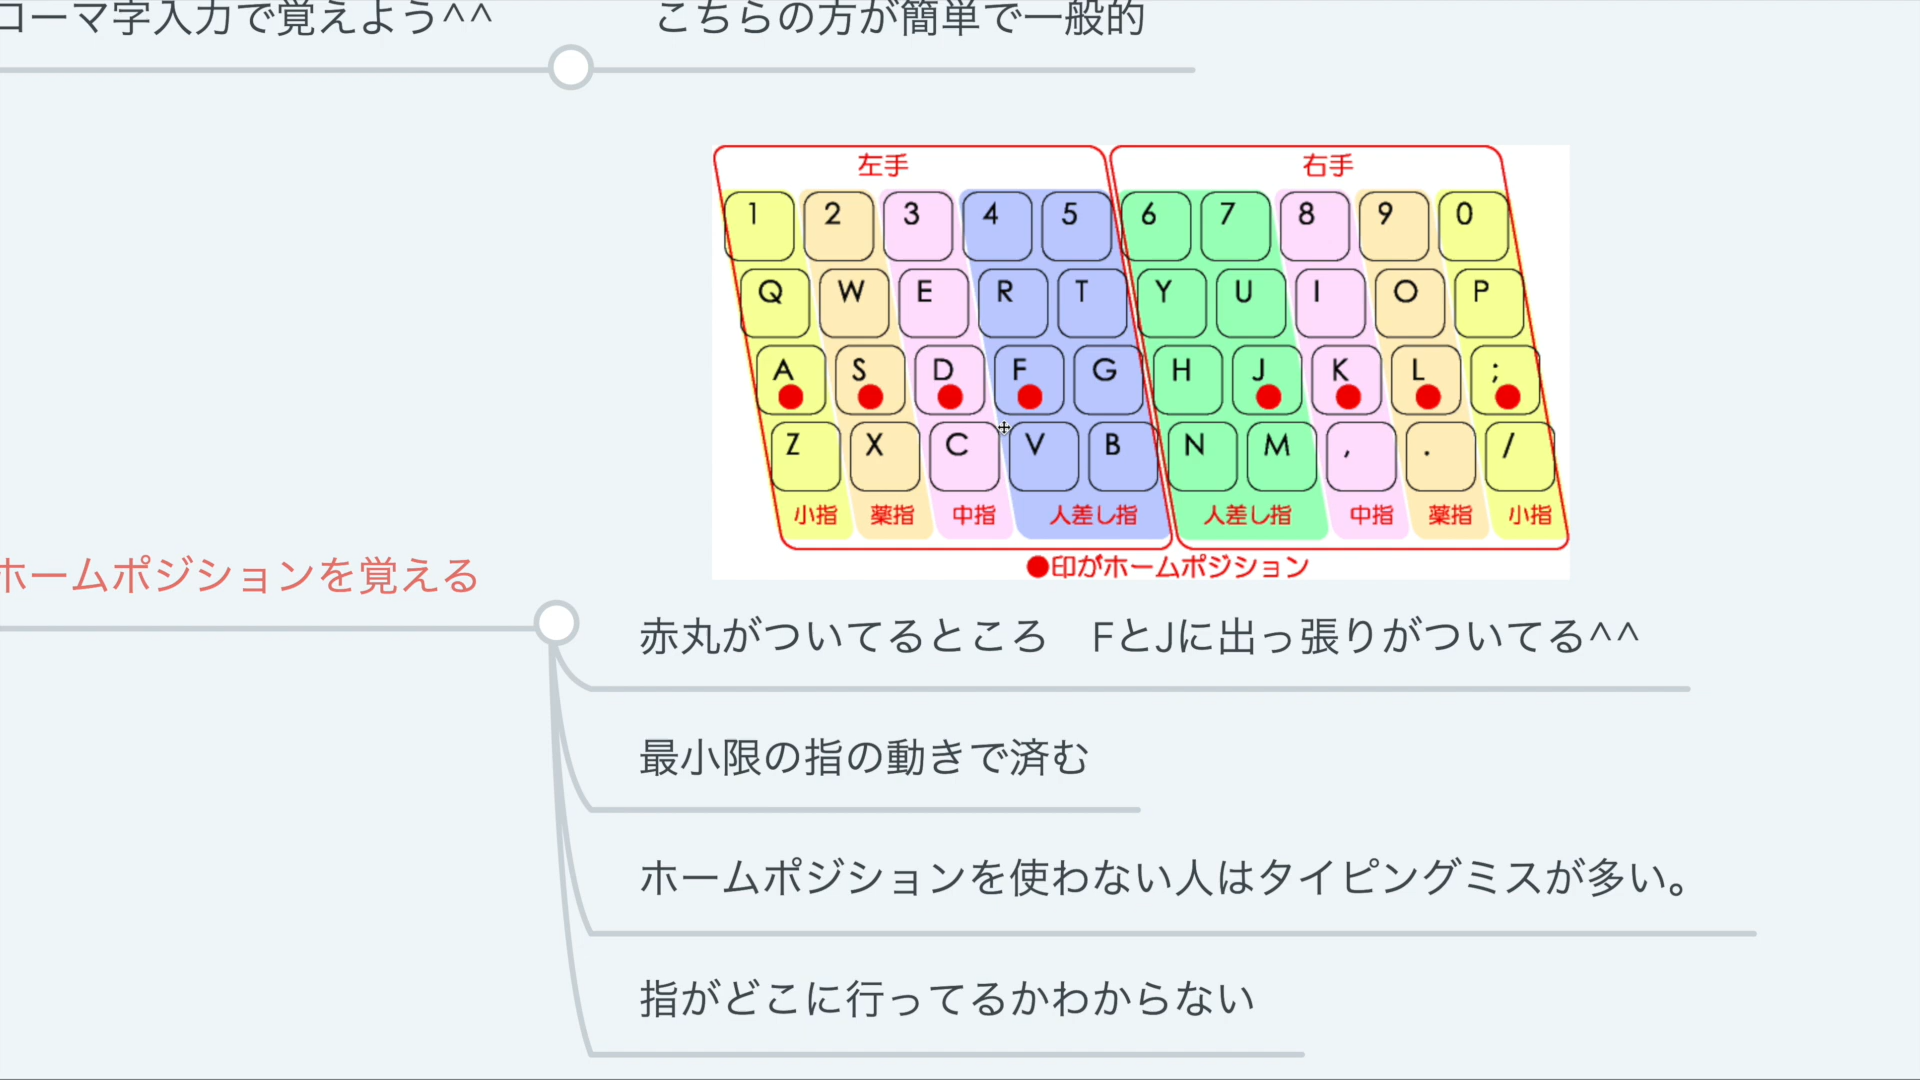 ローマ字入力で覚えよう^^
こちらの方が簡単で一般的
左手 右手
1 2 3 4 5 6 7 8 9 0
Q W E R T Y U I O P
A S D F G H J K L ;
Z X C V B N M , . /
小指 薬指 中指 人差し指 人差し指 中指 薬指 小指
●印がホームポジション
ホームポジションを覚える
赤丸がついてるところ　FとJに出っ張りがついてる^^
最小限の指の動きで済む
ホームポジションを使わない人はタイピングミスが多い。
指がどこに行ってるかわからない